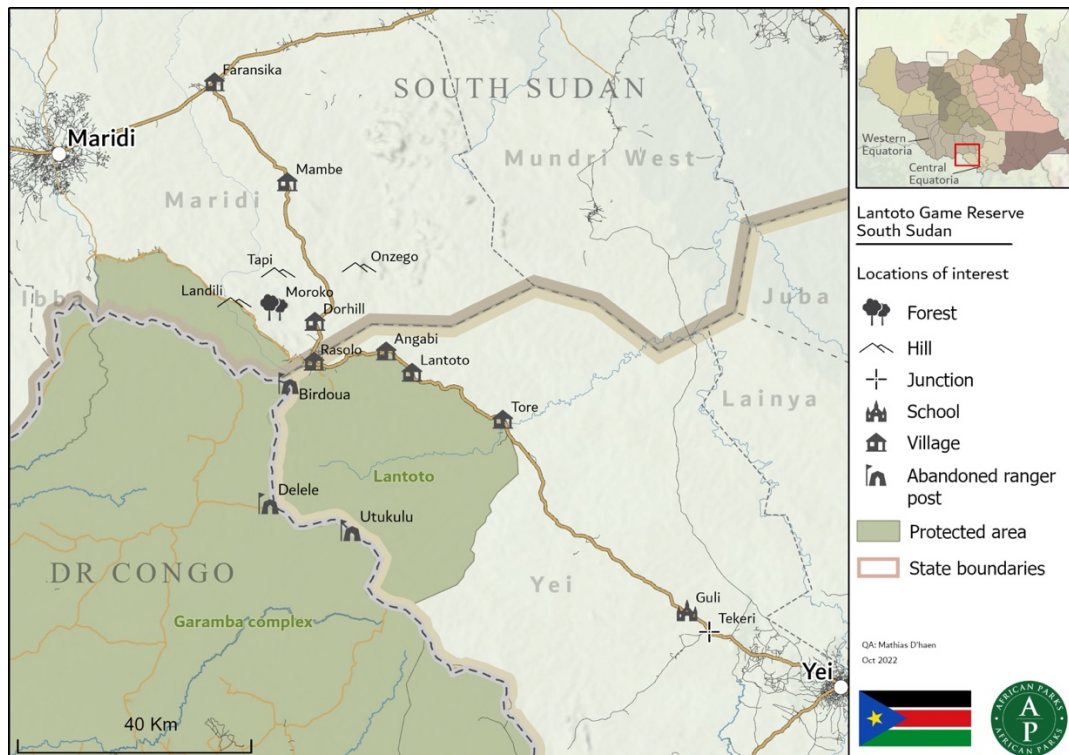 Faransika
SOUTH SUDAN
Maridi
Mambe
Mundri West
Maridi
Tapi
Onzego
Landili
Moroko
Ibba
Dorhill
Juba
Angabi
Rasolo
Lantoto
Birdoua
Tore
Lainya
Lantoto
Delele
Utukulu
DR CONGO
Yei
Guli
Tekeri
Garamba complex
Yei
40 Km
Western
Equatoria
Central
Equatoria
Lantoto Game Reserve
South Sudan
Locations of interest
Forest
Hill
Junction
School
Village
Abandoned ranger
post
Protected area
State boundaries
QA: Mathias D'haen
Oct 2022
AFRICAN PARKS
A
P
AFRICAN PARKS